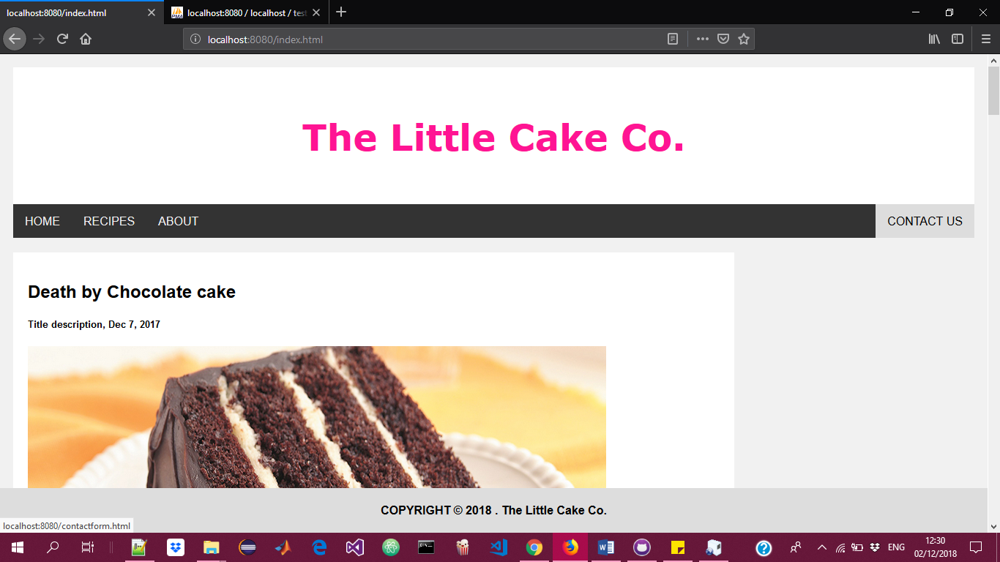 localhost:8080/index.html
localhost:8080 / localhost / test
localhost:8080/index.html
The Little Cake Co.
HOME RECIPES ABOUT CONTACT US
Death by Chocolate cake
Title description, Dec 7, 2017
COPYRIGHT © 2018 . The Little Cake Co.
localhost:8080/contactform.html
ENG
12:30
02/12/2018